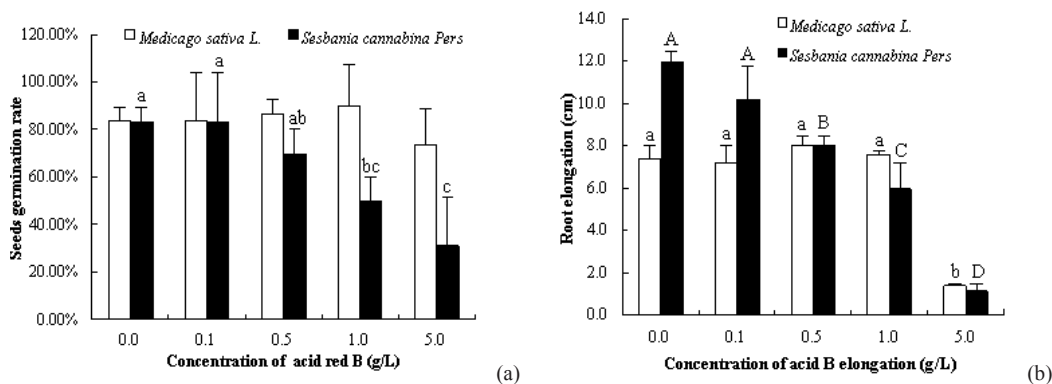 120.00%
100.00%
80.00%
60.00%
40.00%
20.00%
0.00%
Seeds germination rate
Medicago sativa L. Sesbania cannabina Pers
a a ab bc c
0.0 0.1 0.5 1.0 5.0
Concentration of acid red B (g/L)
(a)
14.0
12.0
10.0
8.0
6.0
4.0
2.0
0.0
Root elongation (cm)
Medicago sativa L.
Sesbania cannabina Pers
a A a A a B a C b D
0.0 0.1 0.5 1.0 5.0
Concentration of acid B elongation (g/L)
(b)